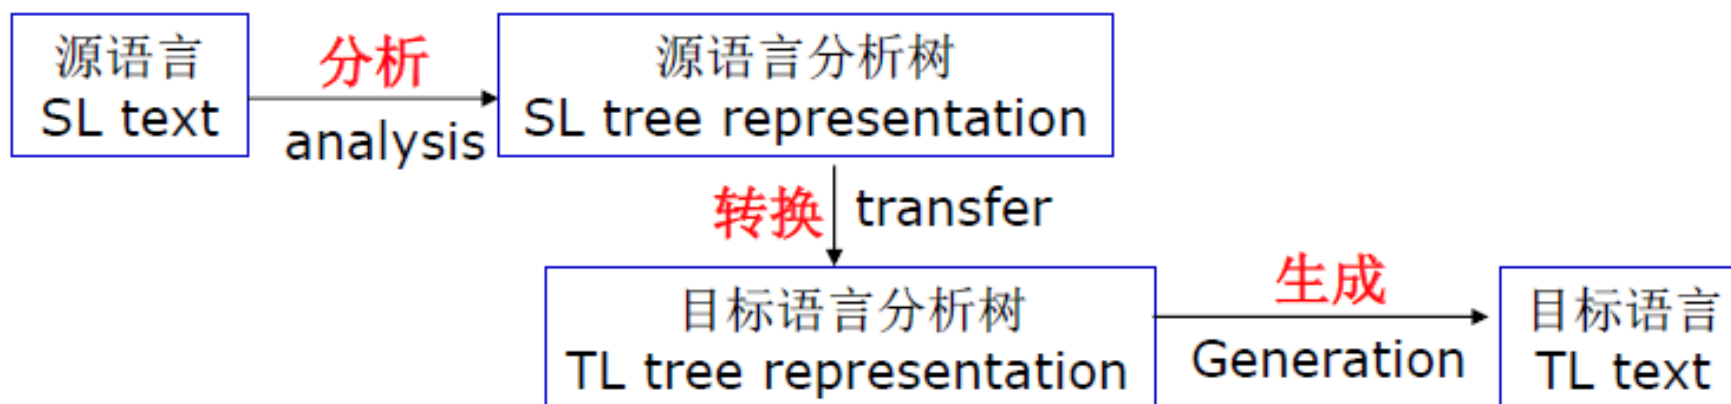 源语言
SL text
分析
analysis
源语言分析树
SL tree representation
转换
transfer
目标语言分析树
TL tree representation
生成
Generation
目标语言
TL text